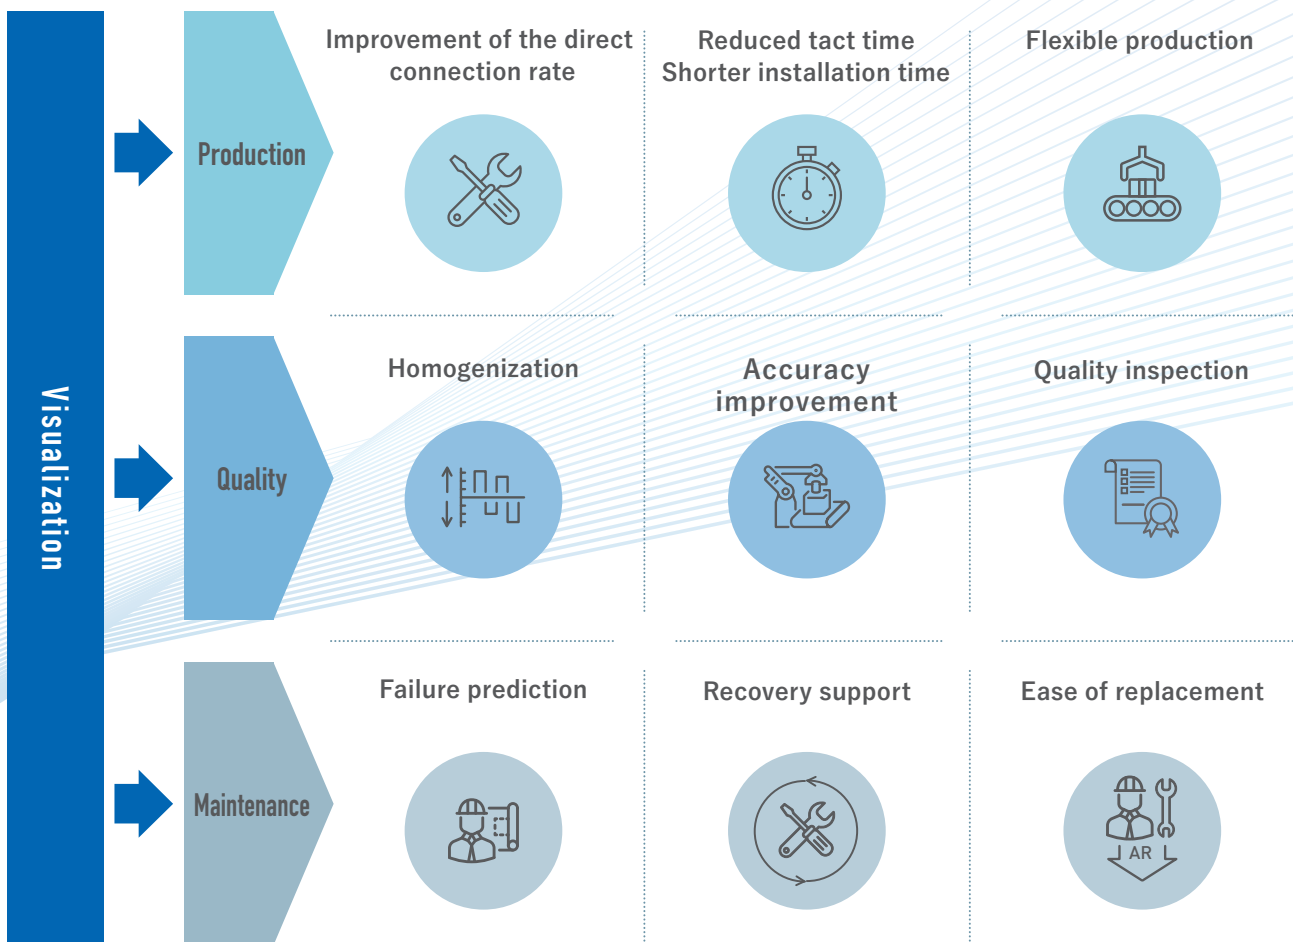 Visualization
Production
Improvement of the direct
connection rate
Reduced tact time
Shorter installation time
Flexible production
Quality
Homogenization
Accuracy
improvement
Quality inspection
Maintenance
Failure prediction
Recovery support
Ease of replacement
AR